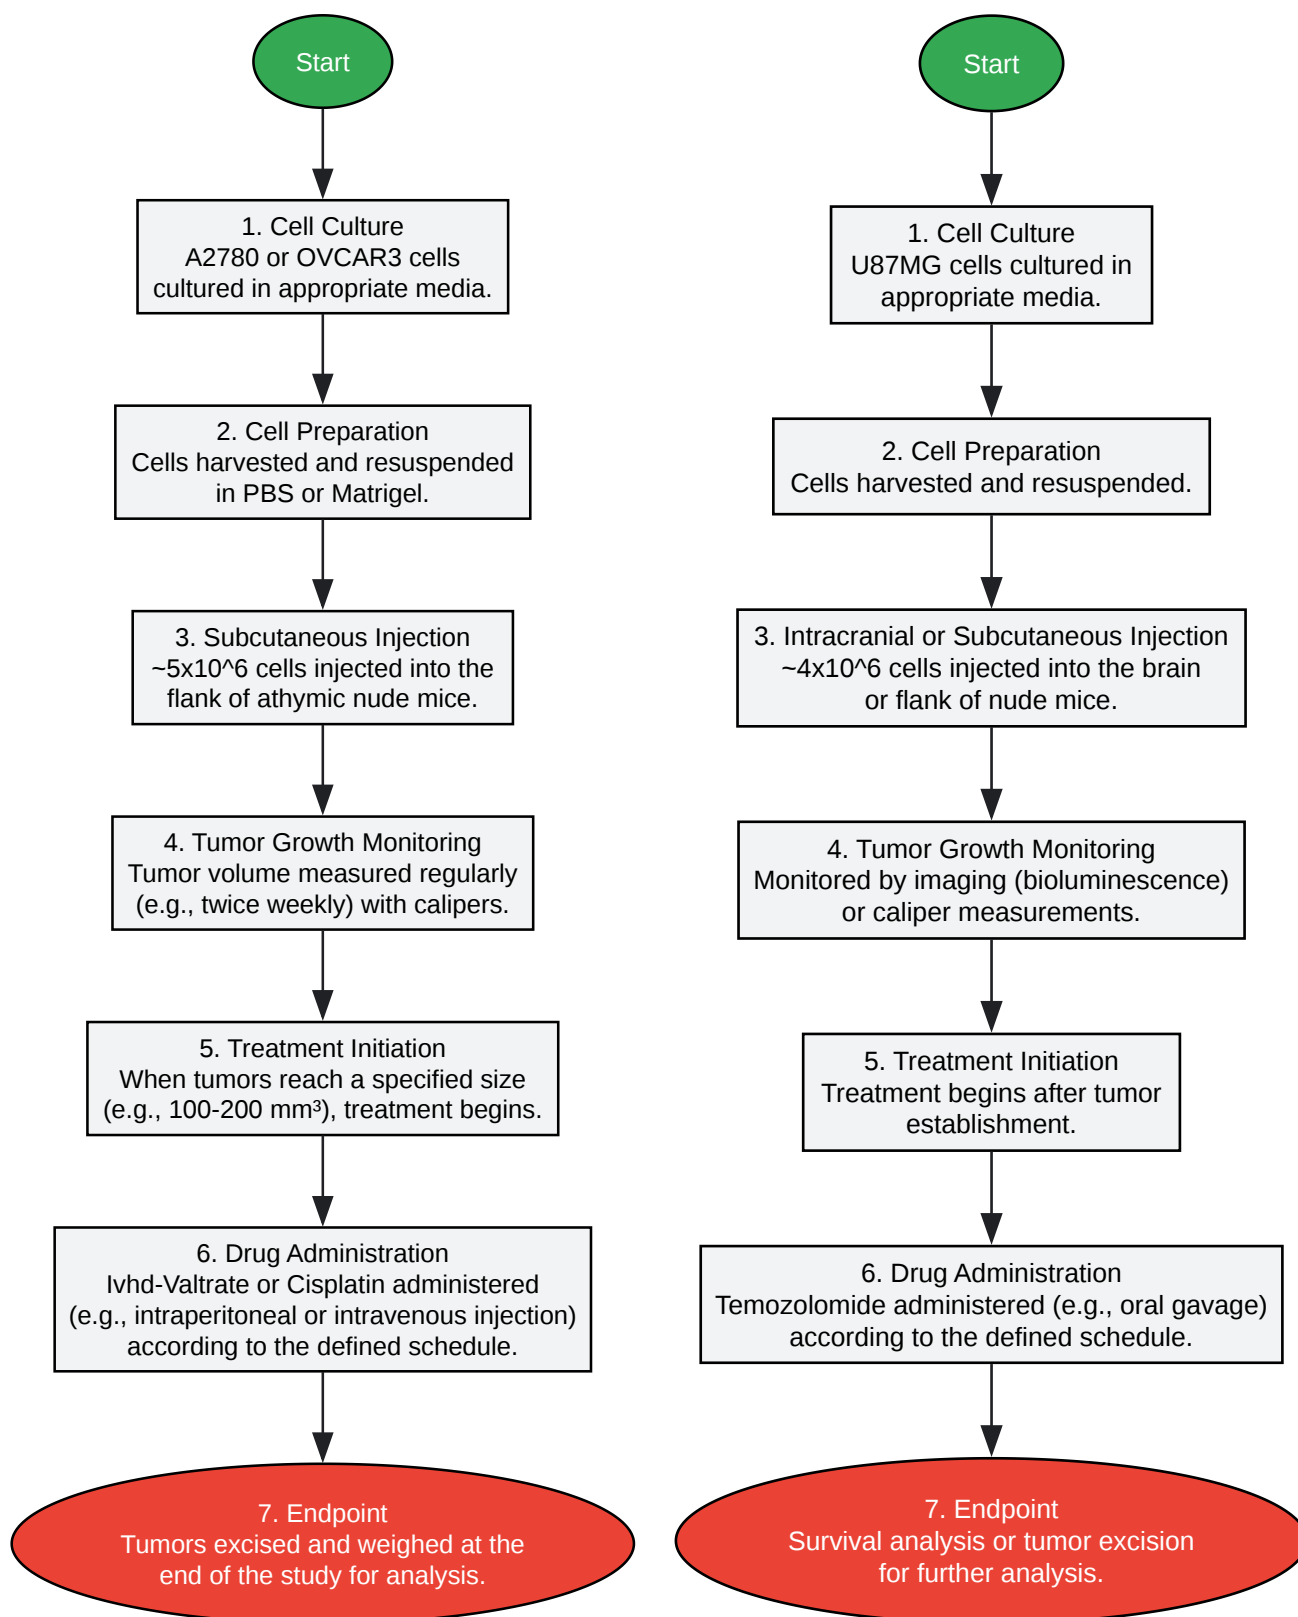 Start
1. Cell Culture
A2780 or OVCAR3 cells
cultured in appropriate media.
2. Cell Preparation
Cells harvested and resuspended
in PBS or Matrigel.
3. Subcutaneous Injection
~5x10^6 cells injected into the
flank of athymic nude mice.
4. Tumor Growth Monitoring
Tumor volume measured regularly
(e.g., twice weekly) with calipers.
5. Treatment Initiation
When tumors reach a specified size
(e.g., 100-200 mm³), treatment begins.
6. Drug Administration
Ivhd-Valtrate or Cisplatin administered
(e.g., intraperitoneal or intravenous injection)
according to the defined schedule.
7. Endpoint
Tumors excised and weighed at the
end of the study for analysis.
Start
1. Cell Culture
U87MG cells cultured in
appropriate media.
2. Cell Preparation
Cells harvested and resuspended.
3. Intracranial or Subcutaneous Injection
~4x10^6 cells injected into the brain
or flank of nude mice.
4. Tumor Growth Monitoring
Monitored by imaging (bioluminescence)
or caliper measurements.
5. Treatment Initiation
Treatment begins after tumor
establishment.
6. Drug Administration
Temozolomide administered (e.g., oral gavage)
according to the defined schedule.
7. Endpoint
Survival analysis or tumor excision
for further analysis.